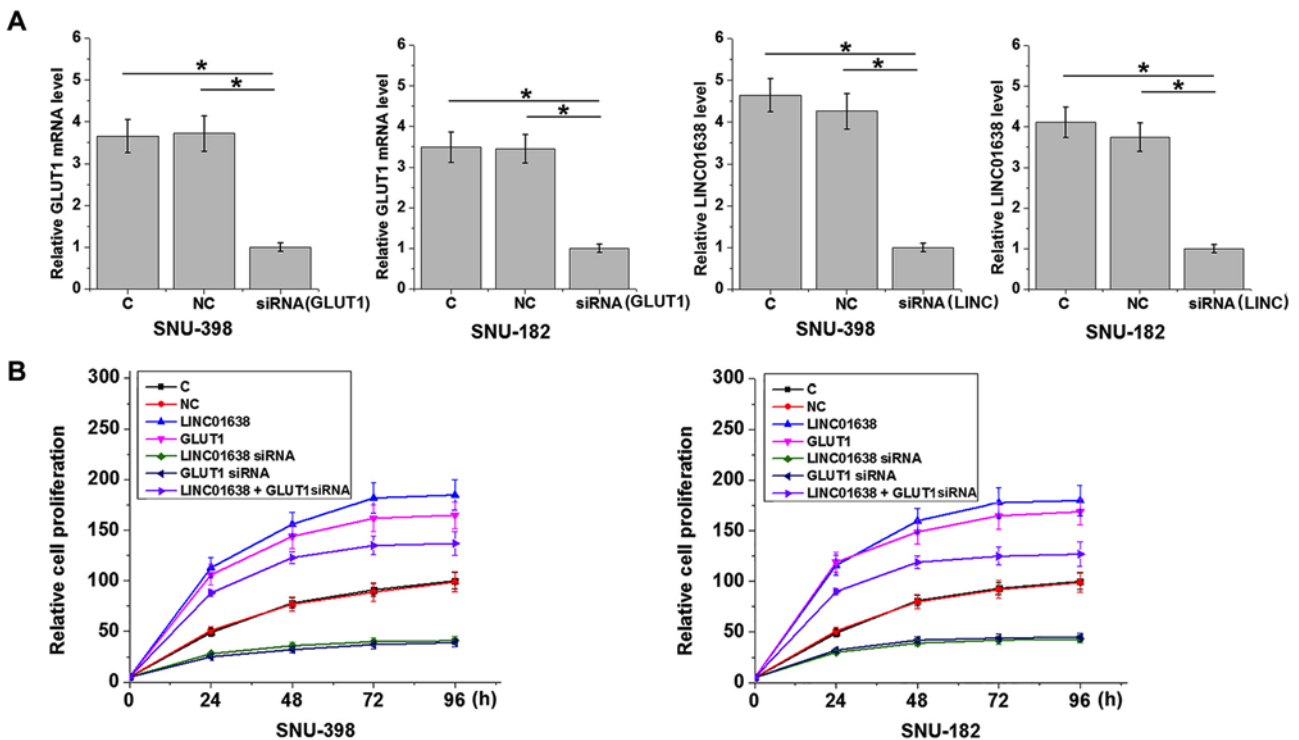 A
Relative GLUT1 mRNA level
6
5
4
3
2
1
0
*
*
C NC siRNA(GLUT1)
SNU-398
Relative GLUT1 mRNA level
6
5
4
3
2
1
0
*
*
C NC siRNA(GLUT1)
SNU-182
Relative LINC01638 level
6
5
4
3
2
1
0
*
*
C NC siRNA(LINC)
SNU-398
Relative LINC01638 level
6
5
4
3
2
1
0
*
*
C NC siRNA(LINC)
SNU-182
B
Relative cell proliferation
300
250
200
150
100
50
0
C
NC
LINC01638
GLUT1
LINC01638 siRNA
GLUT1 siRNA
LINC01638 + GLUT1siRNA
0 24 48 72 96 (h)
SNU-398
Relative cell proliferation
300
250
200
150
100
50
0
C
NC
LINC01638
GLUT1
LINC01638 siRNA
GLUT1 siRNA
LINC01638 + GLUT1siRNA
0 24 48 72 96 (h)
SNU-182